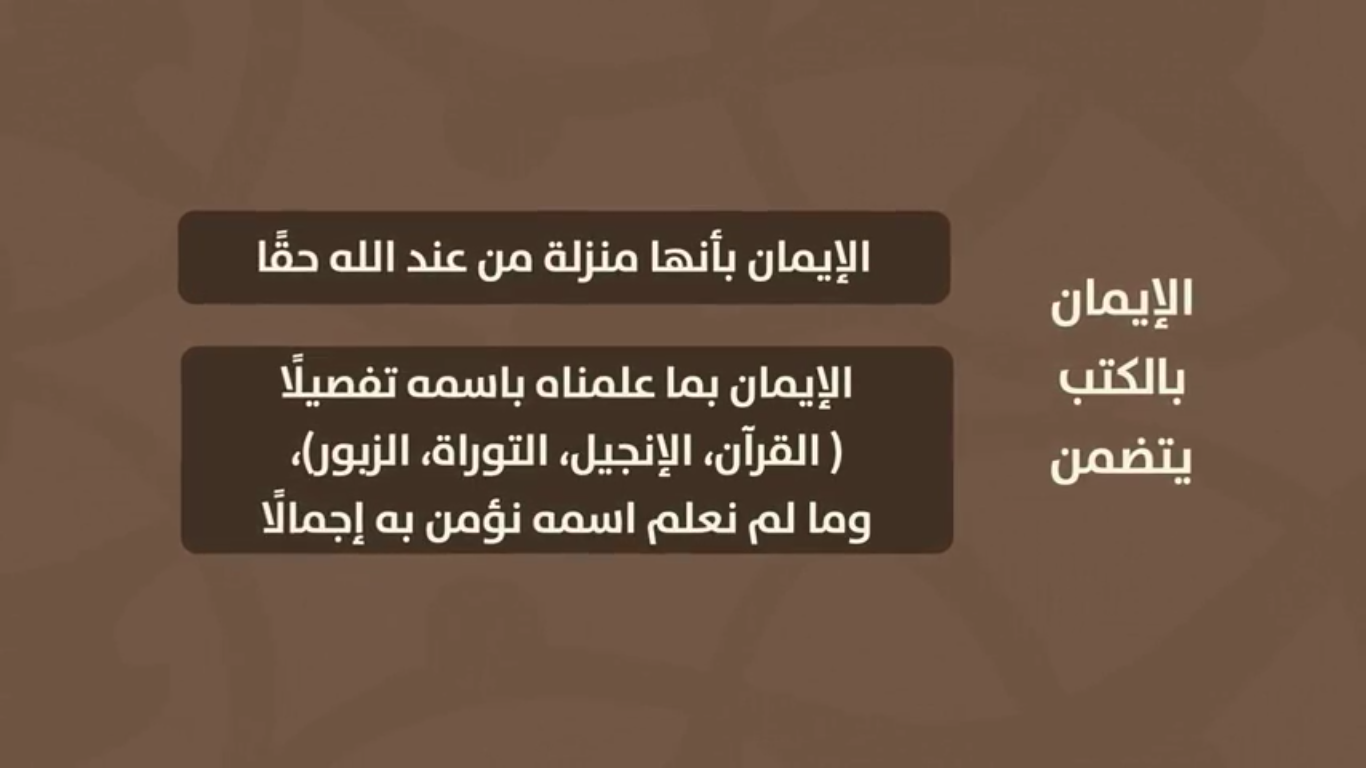 الإيمان
بالكتب
يتضمن
الإيمان بأنها منزلة من عند الله حقًّا
الإيمان بما علمناه باسمه تفصيلًا
( القرآن، الإنجيل، التوراة، الزبور)،
وما لم نعلم اسمه نؤمن به إجمالًا